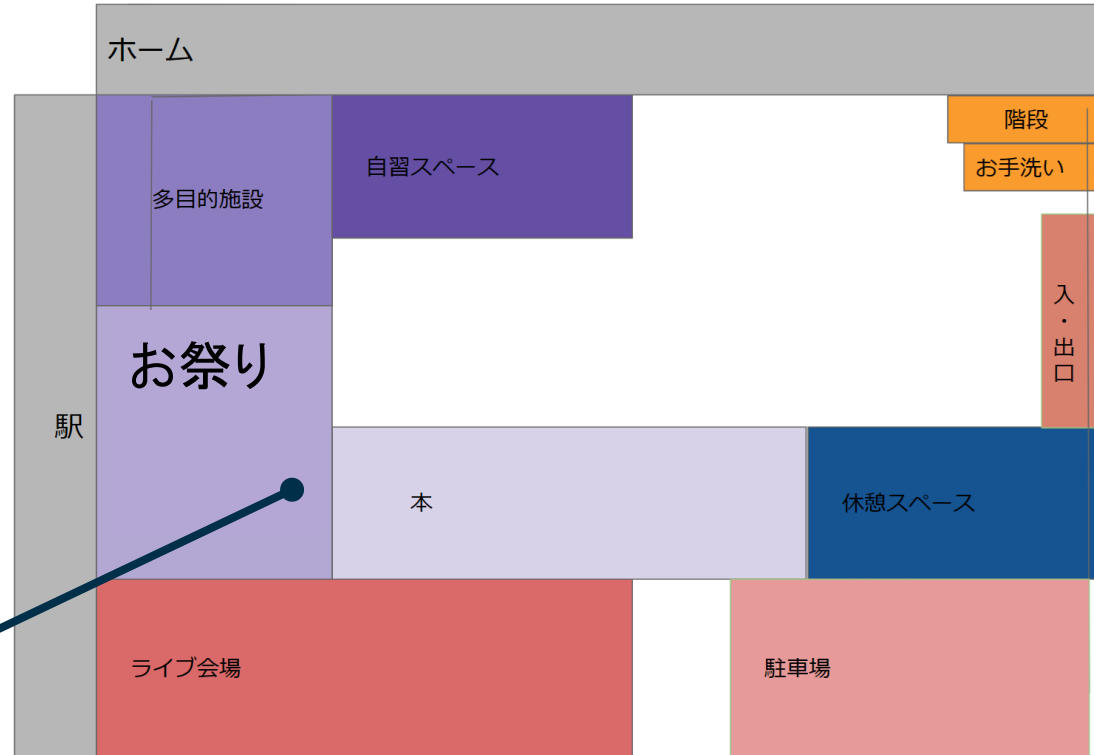 ホーム
階段
自習スペース
お手洗い
多目的施設
入・出口
お祭り
駅
本
休憩スペース
ライブ会場
駐車場